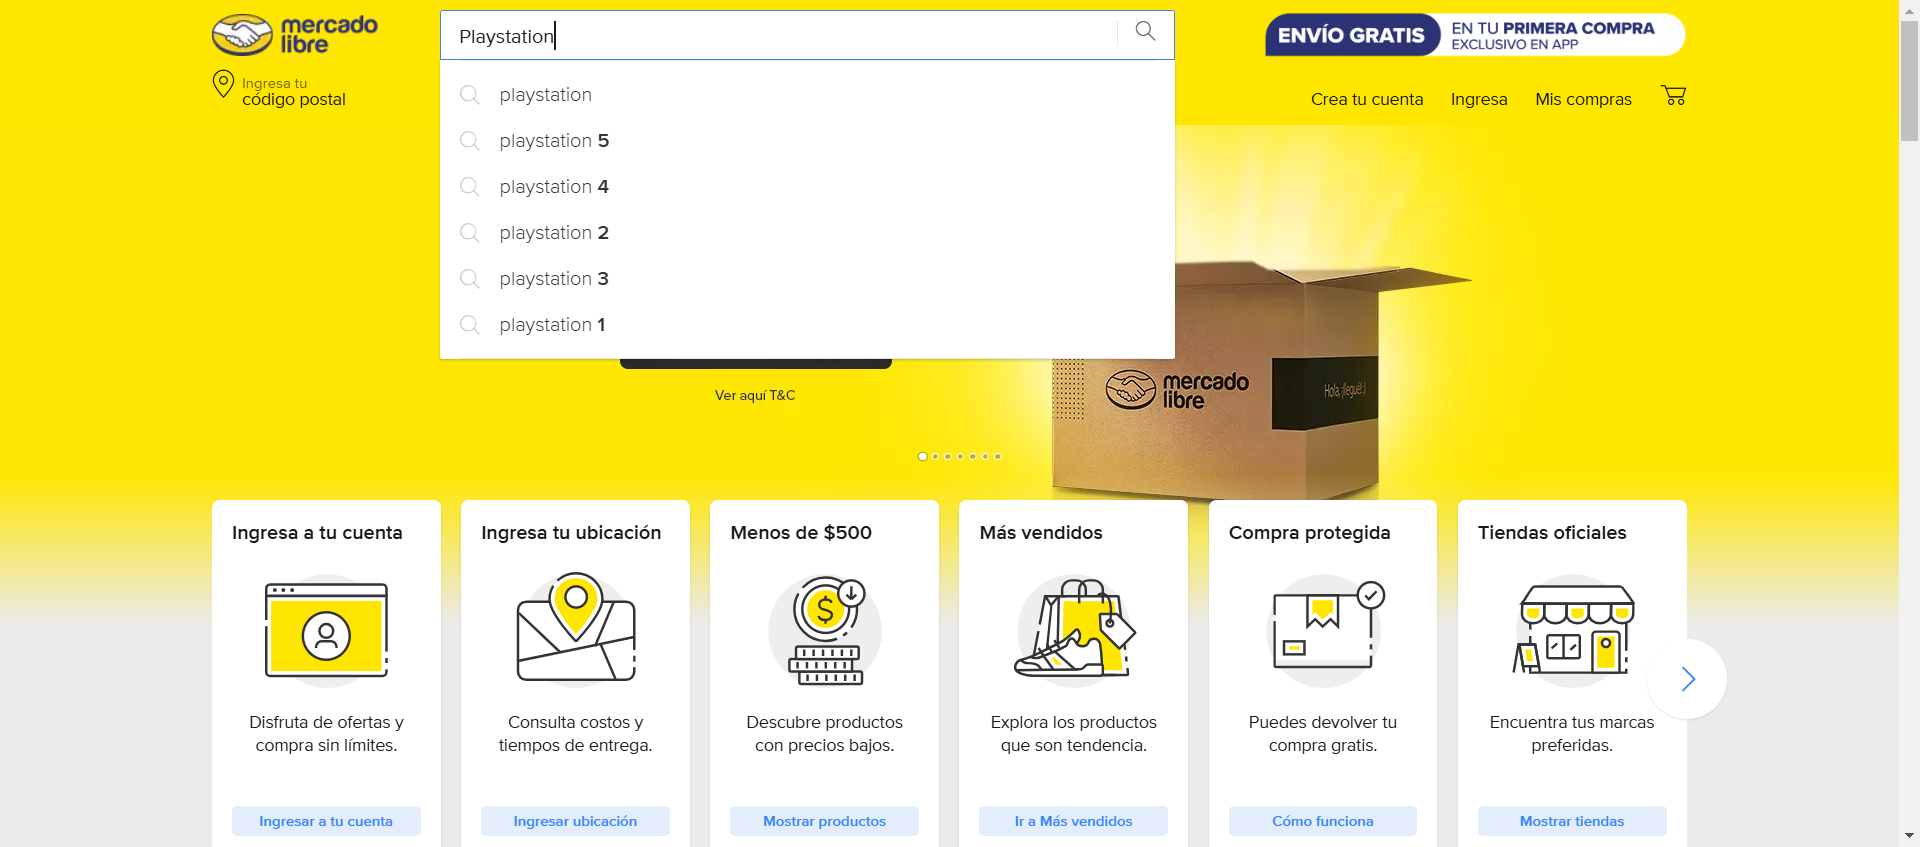 mercado
libre
Playstation
ENVÍO GRATIS
EN TU PRIMERA COMPRA
EXCLUSIVO EN APP
Ingresa tu
código postal
Crea tu cuenta
Ingresa
Mis compras
playstation
playstation 5
playstation 4
playstation 2
playstation 3
playstation 1
Ver aquí T&C
mercado
libre
Hola, ¡llegué! :)
Ingresa a tu cuenta
Disfruta de ofertas y
compra sin límites.
Ingresar a tu cuenta
Ingresa tu ubicación
Consulta costos y
tiempos de entrega.
Ingresar ubicación
Menos de $500
$
Descubre productos
con precios bajos.
Mostrar productos
Más vendidos
Explora los productos
que son tendencia.
Ir a Más vendidos
Compra protegida
Puedes devolver tu
compra gratis.
Cómo funciona
Tiendas oficiales
Encuentra tus marcas
preferidas.
Mostrar tiendas